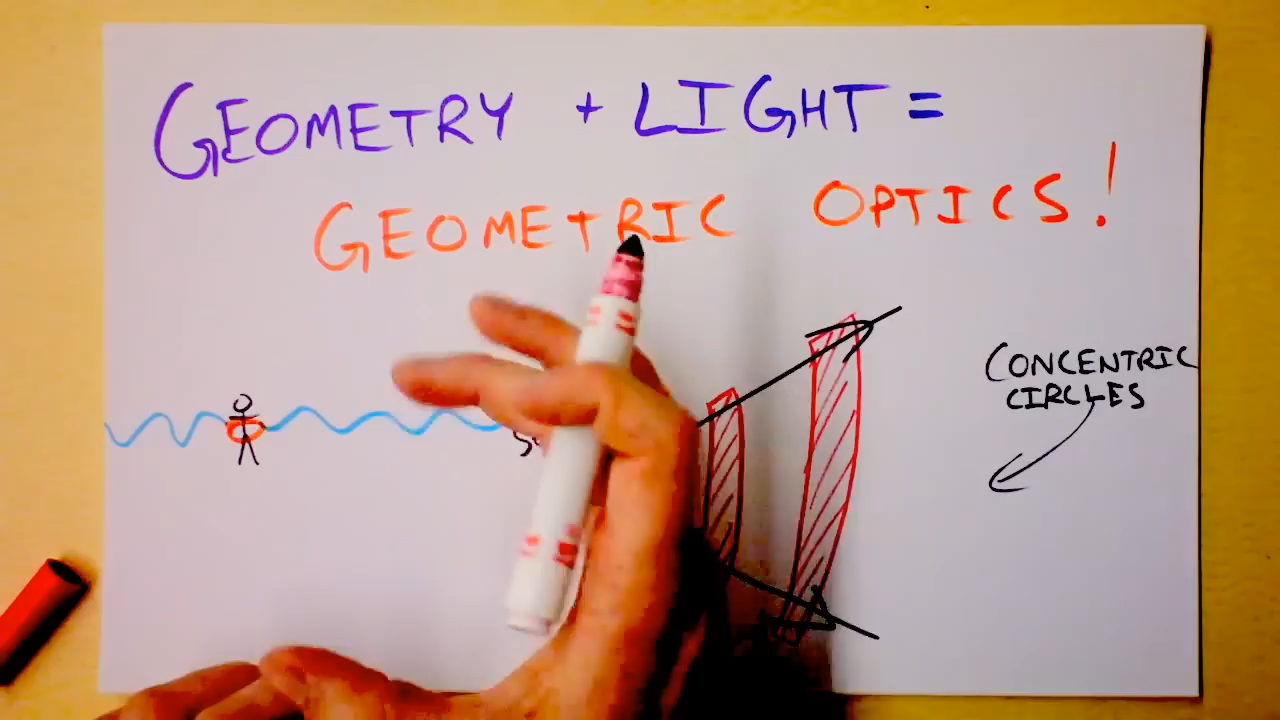 GEOMETRY + LIGHT =
GEOMETRIC OPTICS!
CONCENTRIC
CIRCLES